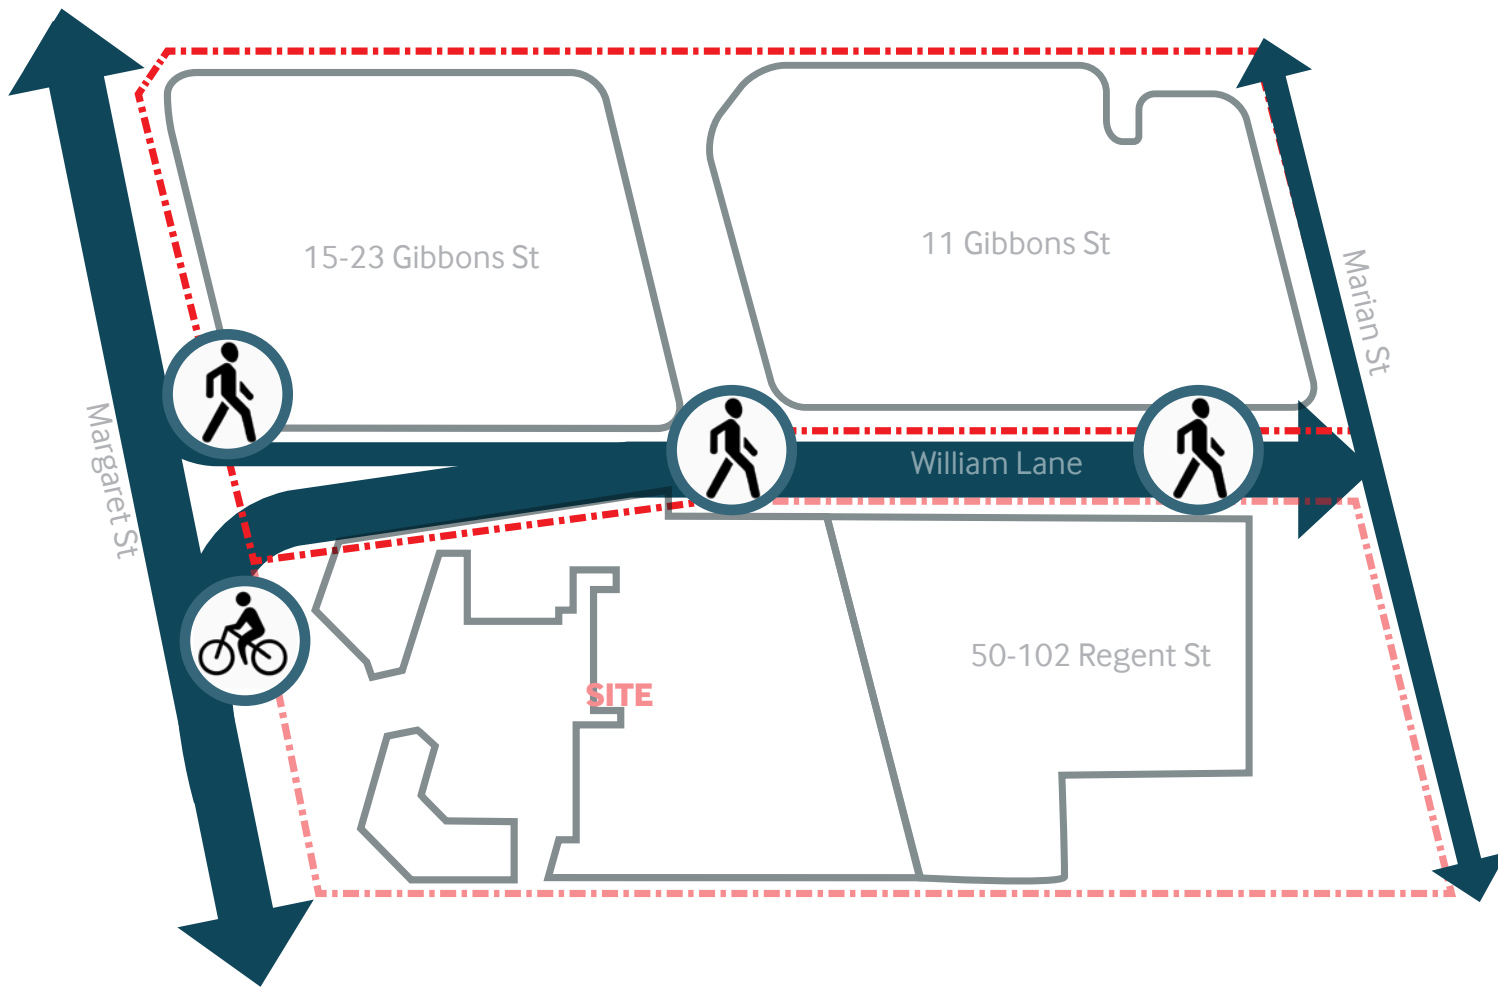 15-23 Gibbons St
11 Gibbons St
Marian St
Margaret St
William Lane
50-102 Regent St
SITE